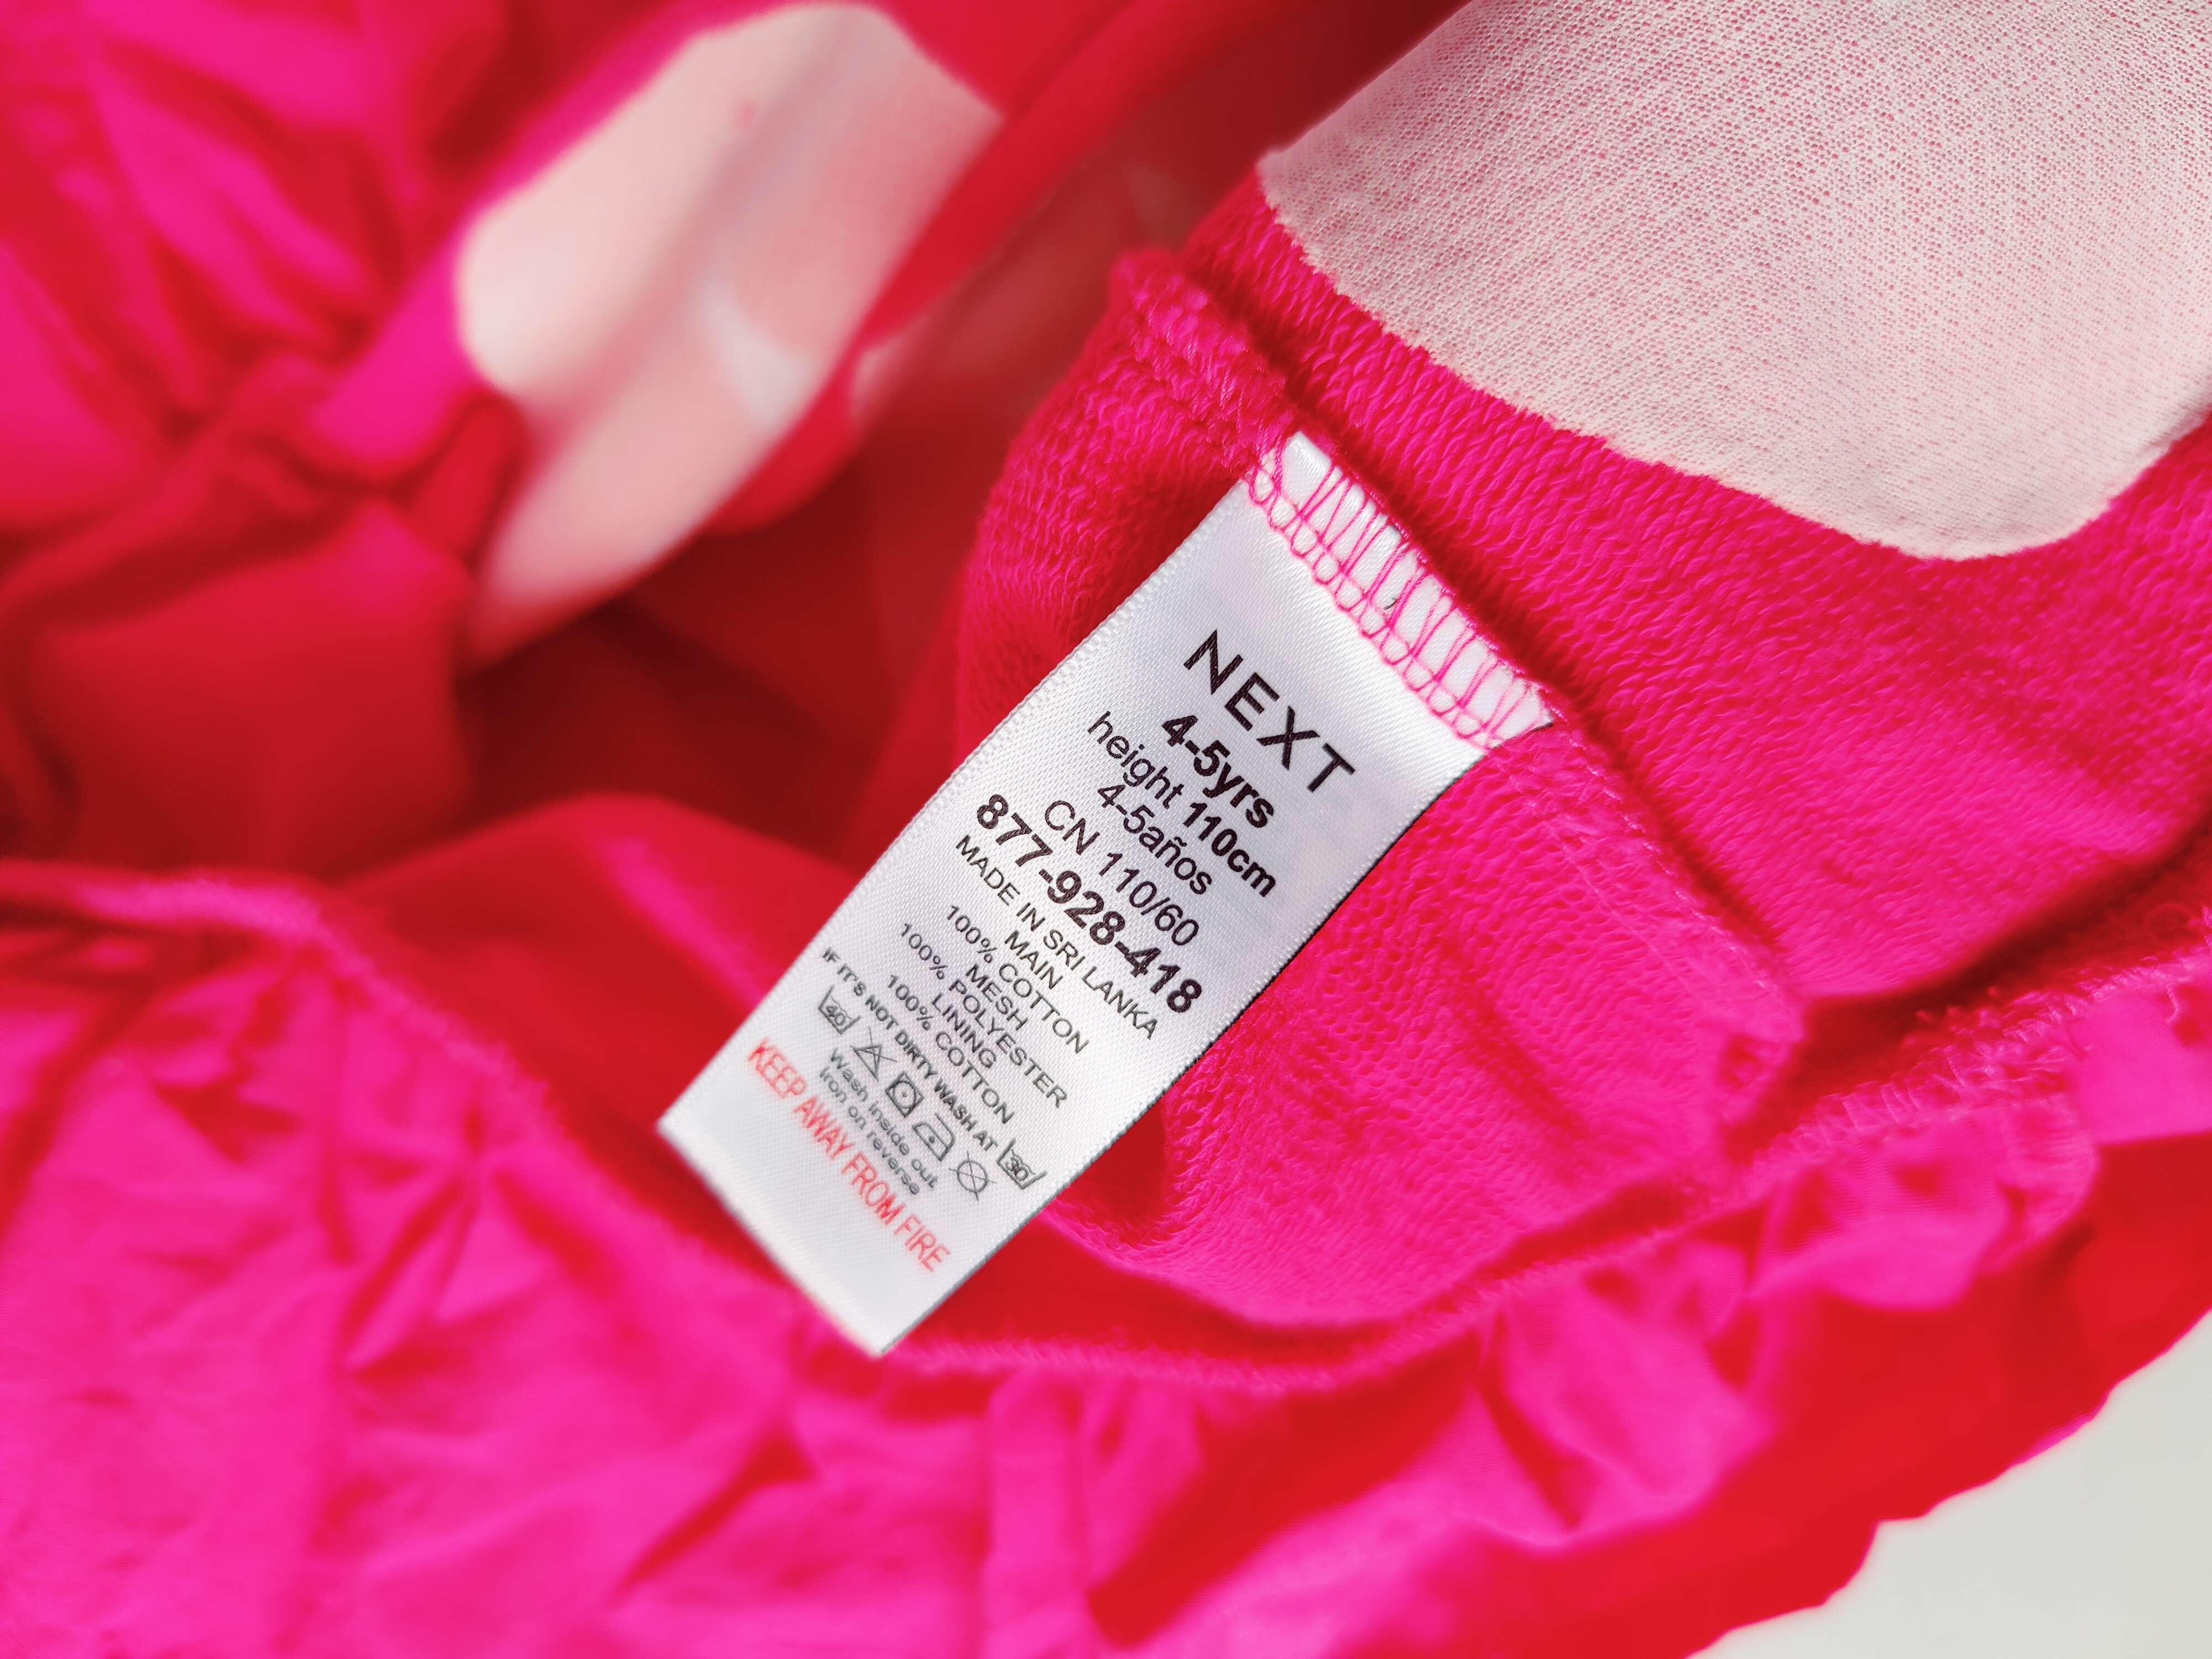 NEXT
4-5yrs
height 110cm
4-5años
CN 110/60
877-928-418
MADE IN SRI LANKA
MAIN
100% COTTON
MESH
100% POLYESTER
LINING
100% COTTON
IF IT'S NOT DIRTY WASH AT 30
40
Wash inside out
Iron on reverse
KEEP AWAY FROM FIRE